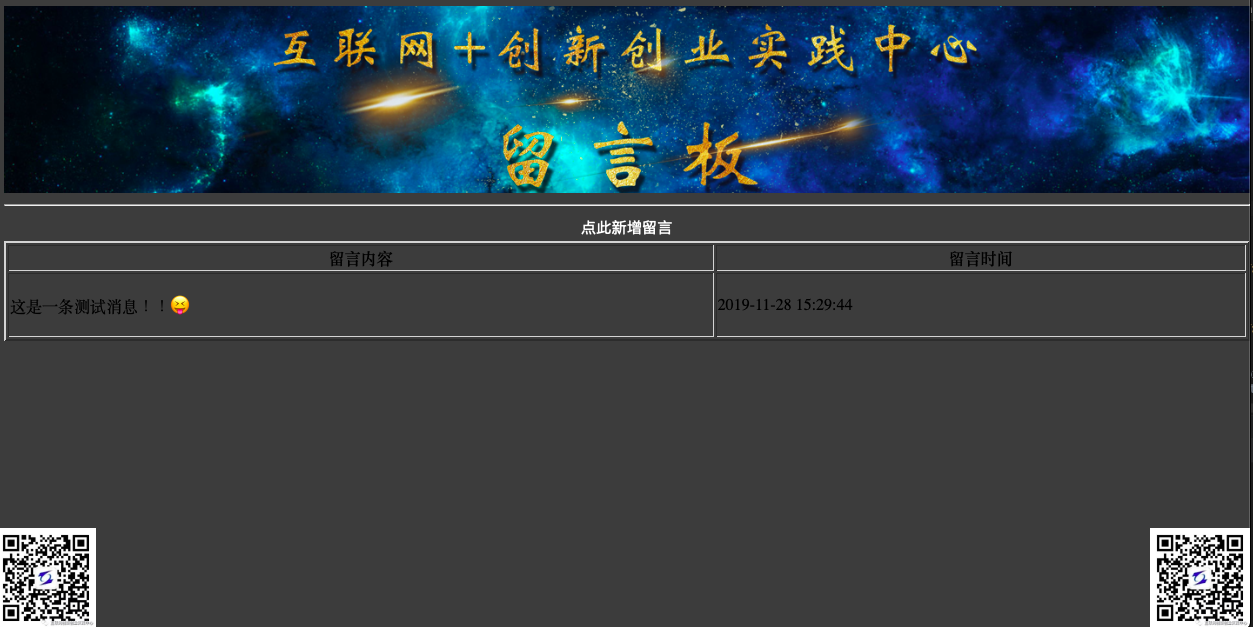 互联网+创新创业实践中心
留言板
点此新增留言
留言内容 留言时间
这是一条测试消息！！😝 2019-11-28 15:29:44